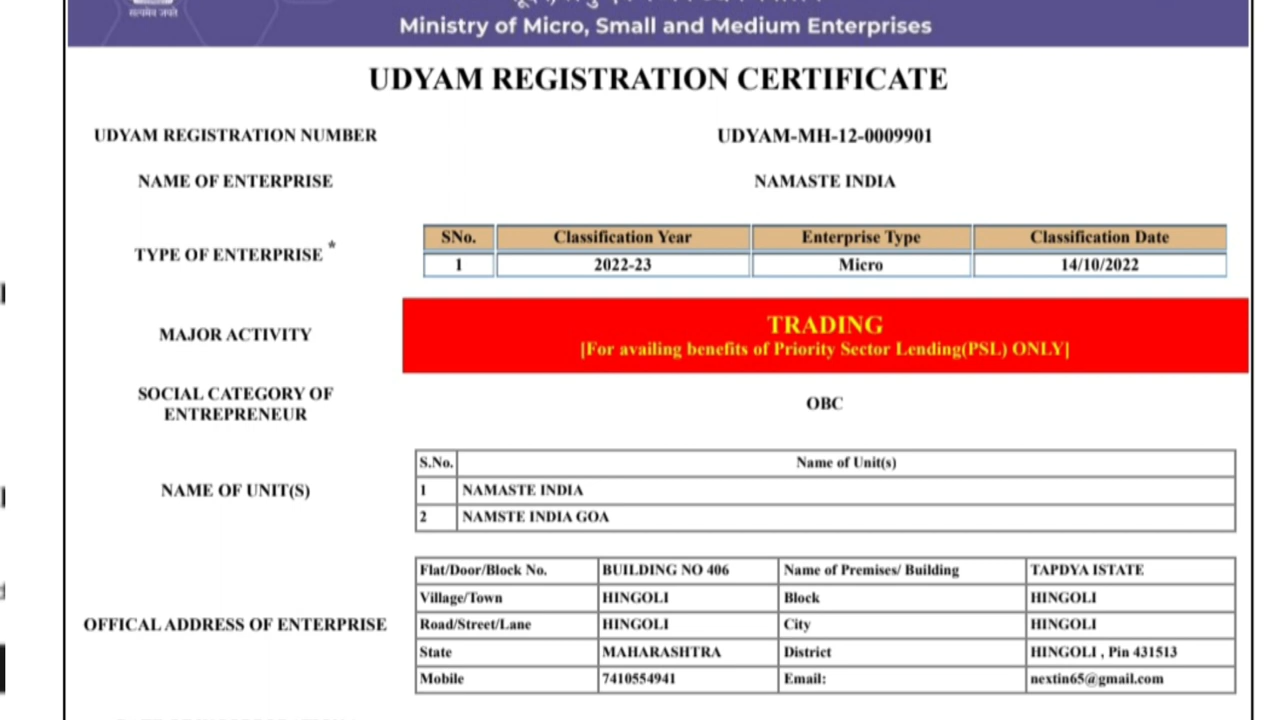 सत्यमेव जयते
Ministry of Micro, Small and Medium Enterprises
UDYAM REGISTRATION CERTIFICATE
UDYAM REGISTRATION NUMBER UDYAM-MH-12-0009901
NAME OF ENTERPRISE NAMASTE INDIA
TYPE OF ENTERPRISE *
SNo. Classification Year Enterprise Type Classification Date
1 2022-23 Micro 14/10/2022
MAJOR ACTIVITY
TRADING
[For availing benefits of Priority Sector Lending(PSL) ONLY]
SOCIAL CATEGORY OF
ENTREPRENEUR
OBC
NAME OF UNIT(S)
S.No. Name of Unit(s)
1 NAMASTE INDIA
2 NAMSTE INDIA GOA
OFFICAL ADDRESS OF ENTERPRISE
Flat/Door/Block No. BUILDING NO 406 Name of Premises/ Building TAPDYA ISTATE
Village/Town HINGOLI Block HINGOLI
Road/Street/Lane HINGOLI City HINGOLI
State MAHARASHTRA District HINGOLI , Pin 431513
Mobile 7410554941 Email: nextin65@gmail.com